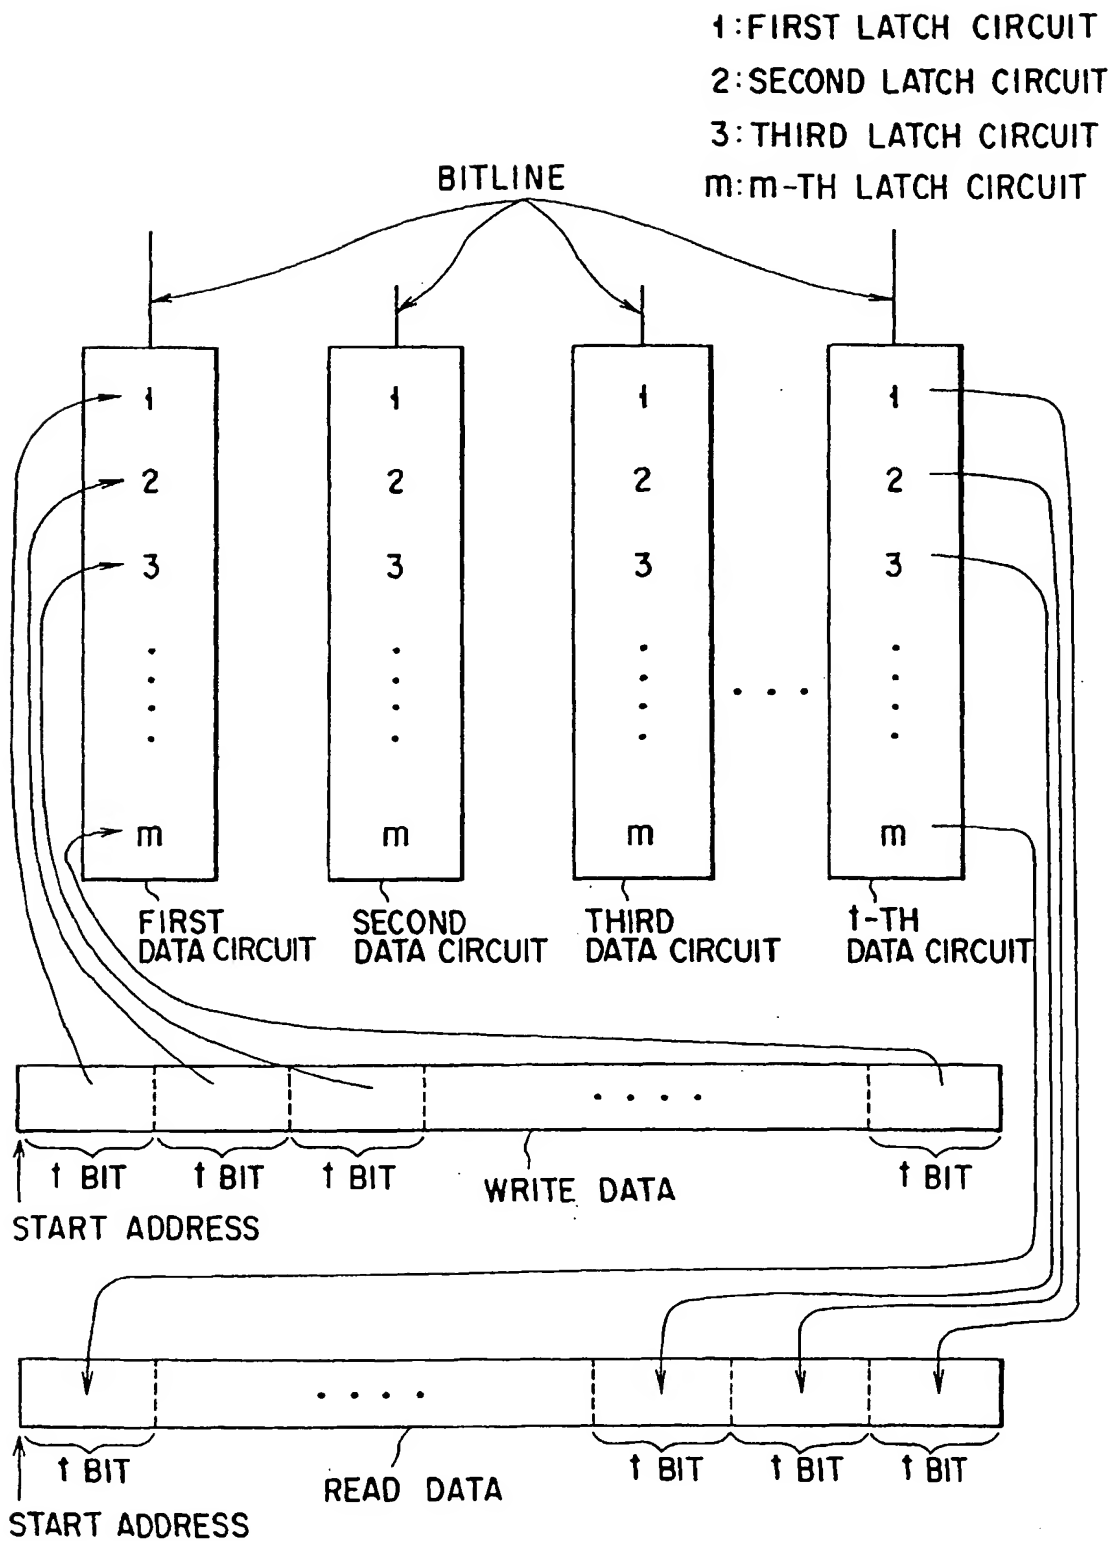 1:FIRST LATCH CIRCUIT
2:SECOND LATCH CIRCUIT
3:THIRD LATCH CIRCUIT
m:m-TH LATCH CIRCUIT
BITLINE
1 1 1 1
2 2 2 2
3 3 3 3
m m m m
FIRST DATA CIRCUIT
SECOND DATA CIRCUIT
THIRD DATA CIRCUIT
t-TH DATA CIRCUIT
t BIT t BIT t BIT t BIT
WRITE DATA
START ADDRESS
t BIT t BIT t BIT t BIT
READ DATA
START ADDRESS